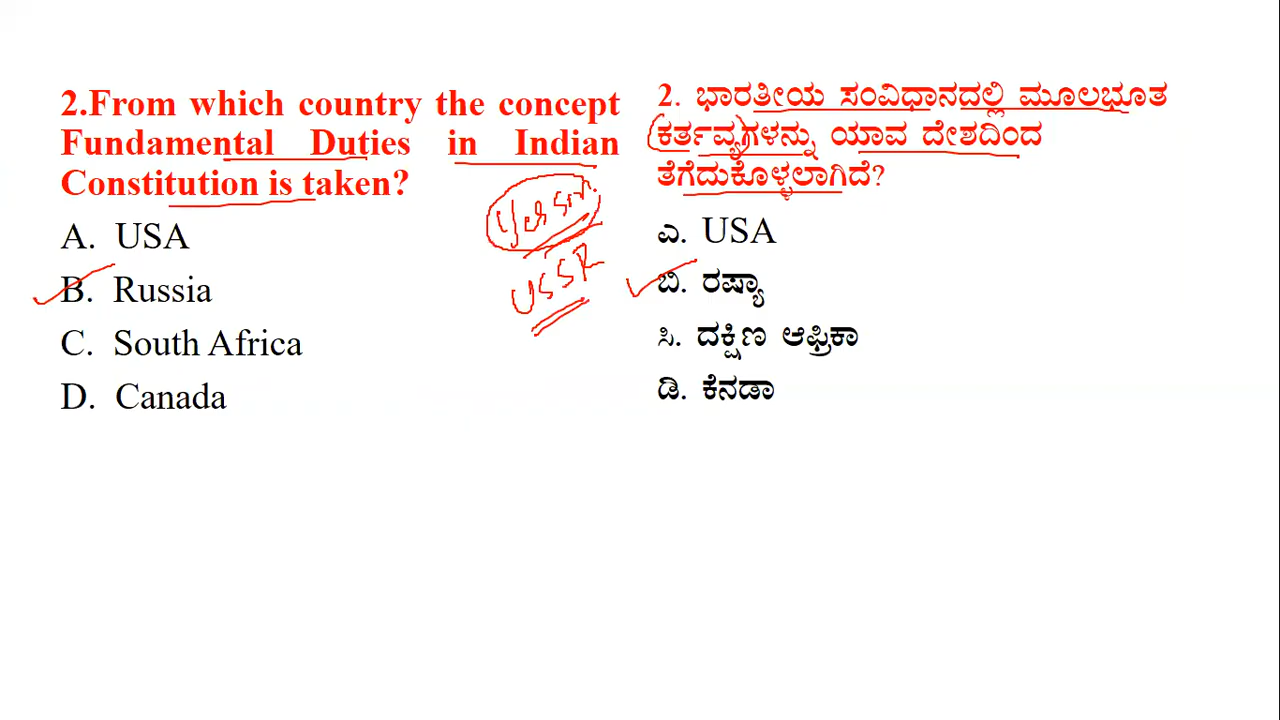 2.From which country the concept
Fundamental Duties in Indian
Constitution is taken?
A. USA
B. Russia
C. South Africa
D. Canada
USSR
2. ಭಾರತೀಯ ಸಂವಿಧಾನದಲ್ಲಿ ಮೂಲಭೂತ
ಕರ್ತವ್ಯಗಳನ್ನು ಯಾವ ದೇಶದಿಂದ
ತೆಗೆದುಕೊಳ್ಳಲಾಗಿದೆ?
ಎ. USA
ಬಿ. ರಷ್ಯಾ
ಸಿ. ದಕ್ಷಿಣ ಆಫ್ರಿಕಾ
ಡಿ. ಕೆನಡಾ